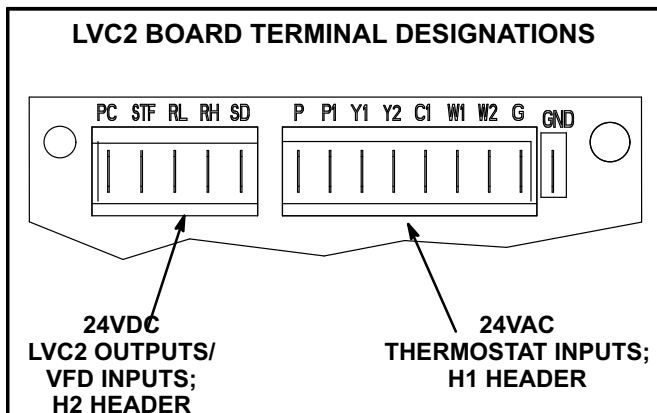 LVC2 BOARD TERMINAL DESIGNATIONS
PC STF RL RH SD P P1 Y1 Y2 C1 W1 W2 G GND
24VDC
LVC2 OUTPUTS/
VFD INPUTS;
H2 HEADER
24VAC
THERMOSTAT INPUTS;
H1 HEADER